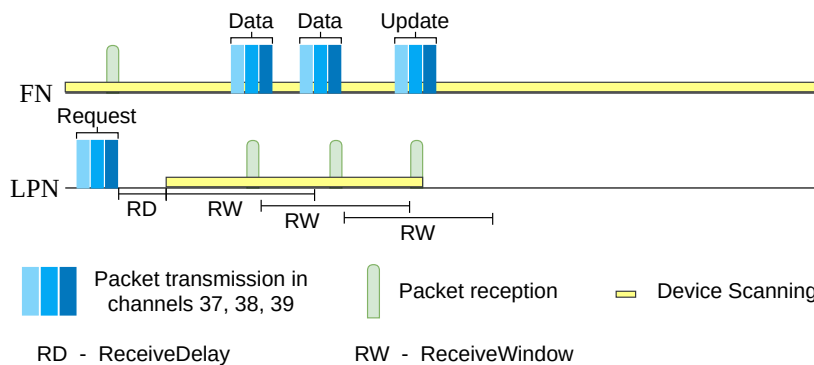 Data Data Update
FN
Request
LPN
RD RW
RW
RW
Packet transmission in
channels 37, 38, 39
Packet reception
Device Scanning
RD - ReceiveDelay
RW - ReceiveWindow